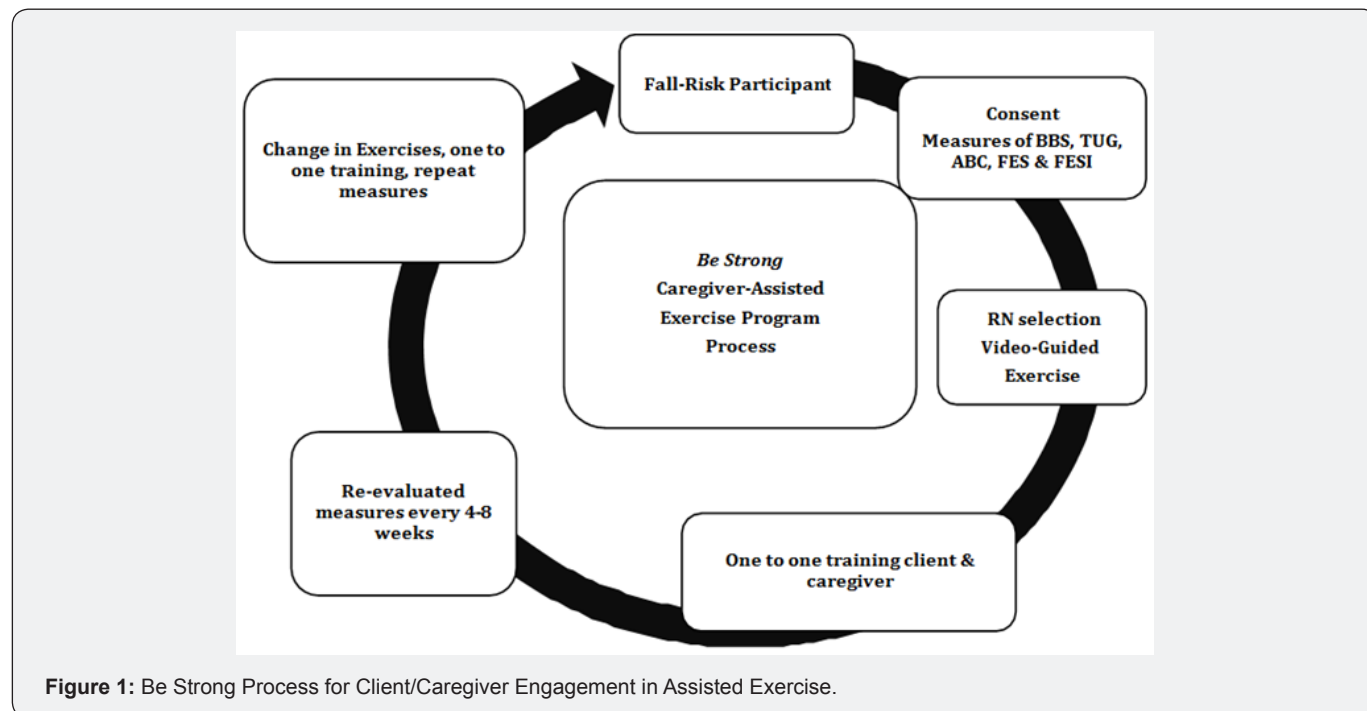 Fall-Risk Participant
Consent
Measures of BBS, TUG,
ABC, FES & FESI
RN selection
Video-Guided
Exercise
One to one training client &
caregiver
Re-evaluated
measures every 4-8
weeks
Change in Exercises, one to
one training, repeat
measures
Be Strong
Caregiver-Assisted
Exercise Program
Process
Figure 1: Be Strong Process for Client/Caregiver Engagement in Assisted Exercise.